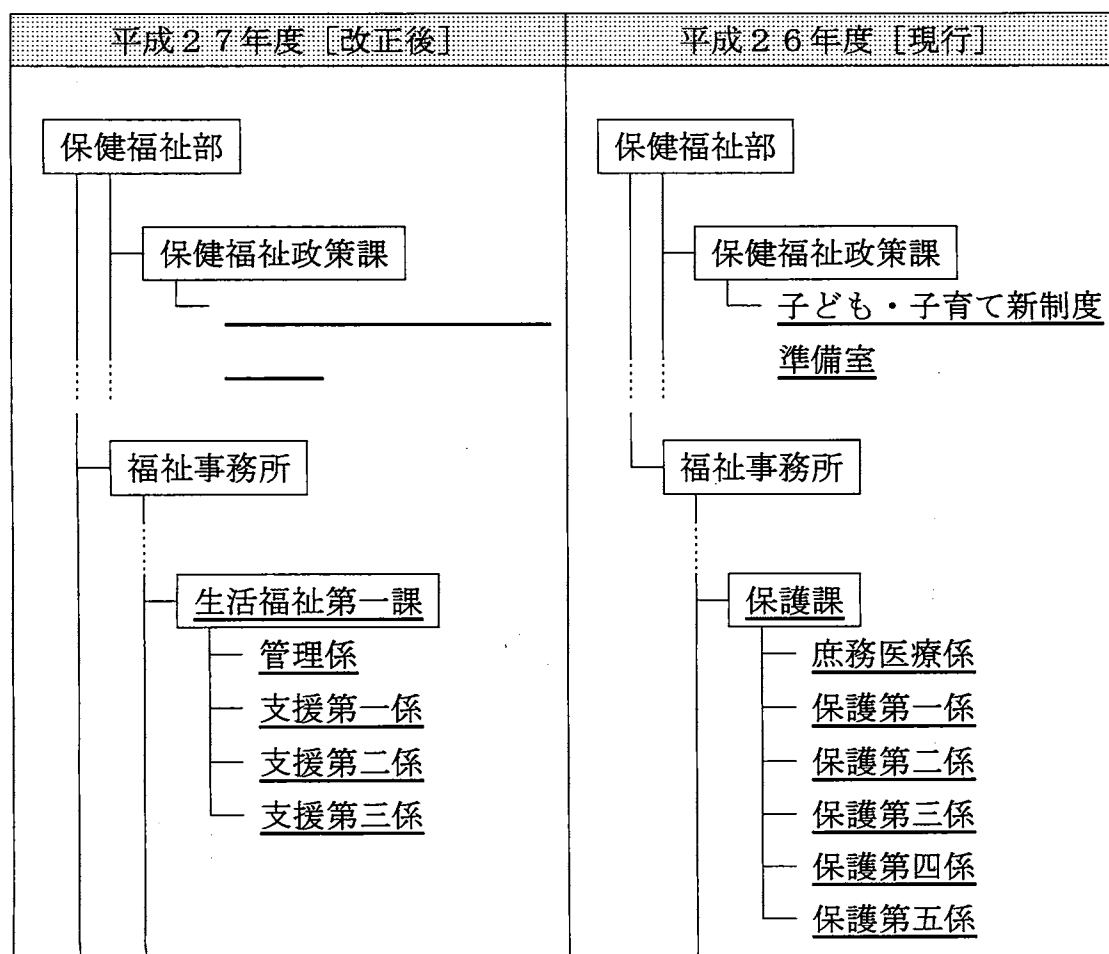 平成２７年度［改正後］
平成２６年度［現行］
保健福祉部
保健福祉政策課
福祉事務所
生活福祉第一課
管理係
支援第一係
支援第二係
支援第三係
保健福祉部
保健福祉政策課
子ども・子育て新制度
準備室
福祉事務所
保護課
庶務医療係
保護第一係
保護第二係
保護第三係
保護第四係
保護第五係